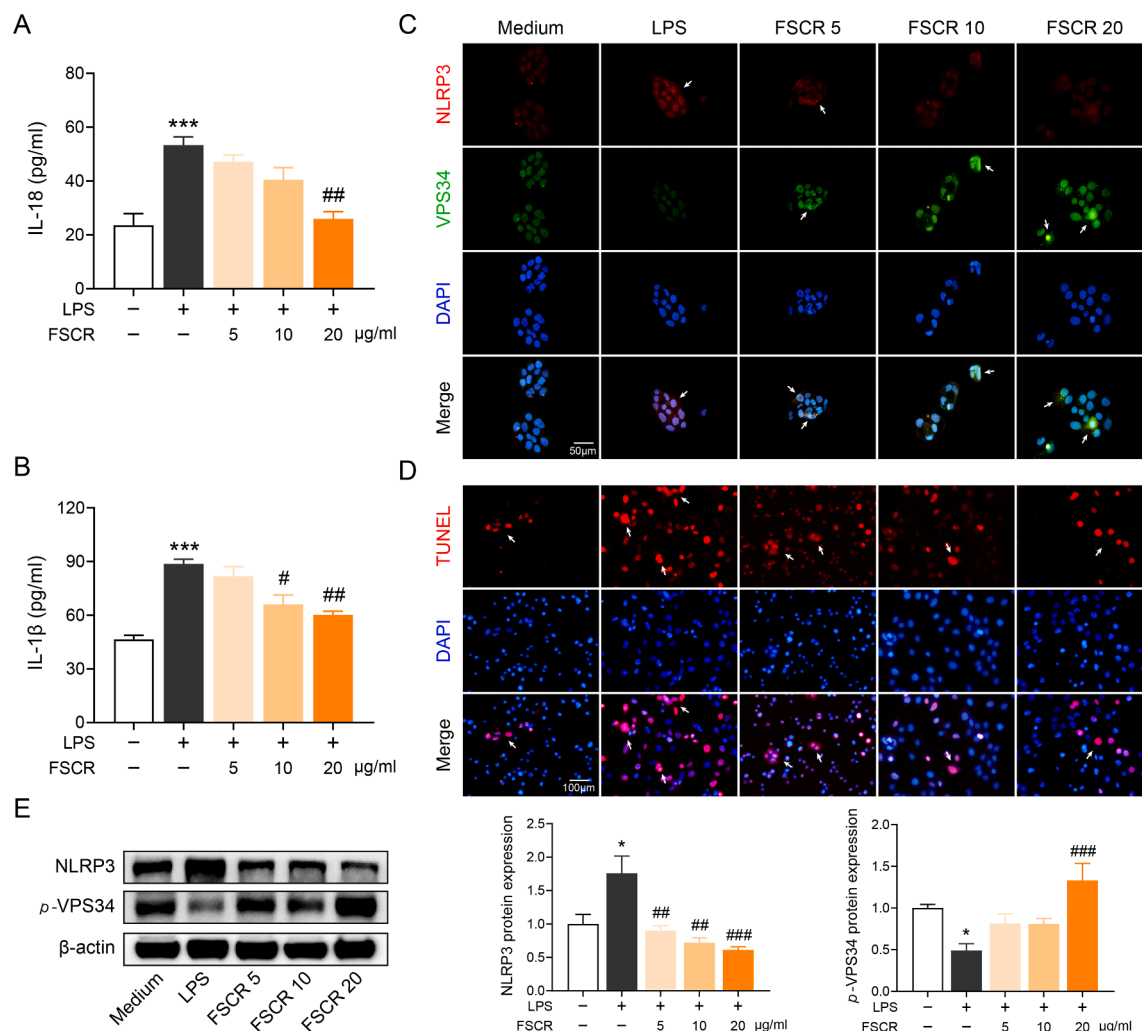 A
IL-18 (pg/ml)
80
60
40
20
0
***
##
LPS – + + + +
FSCR – – 5 10 20 µg/ml
B
IL-1β (pg/ml)
120
90
60
30
0
***
#
##
LPS – + + + +
FSCR – – 5 10 20 µg/ml
C
Medium LPS FSCR 5 FSCR 10 FSCR 20
NLRP3
VPS34
DAPI
Merge
50µm
D
TUNEL
DAPI
Merge
100µm
E
NLRP3
p-VPS34
β-actin
Medium LPS FSCR 5 FSCR 10 FSCR 20
NLRP3 protein expression
2.5
2.0
1.5
1.0
0.5
0.0
*
## ## ###
LPS – + + + +
FSCR – – 5 10 20 µg/ml
p-VPS34 protein expression
2.0
1.5
1.0
0.5
0.0
*
###
LPS – + + + +
FSCR – – 5 10 20 µg/ml